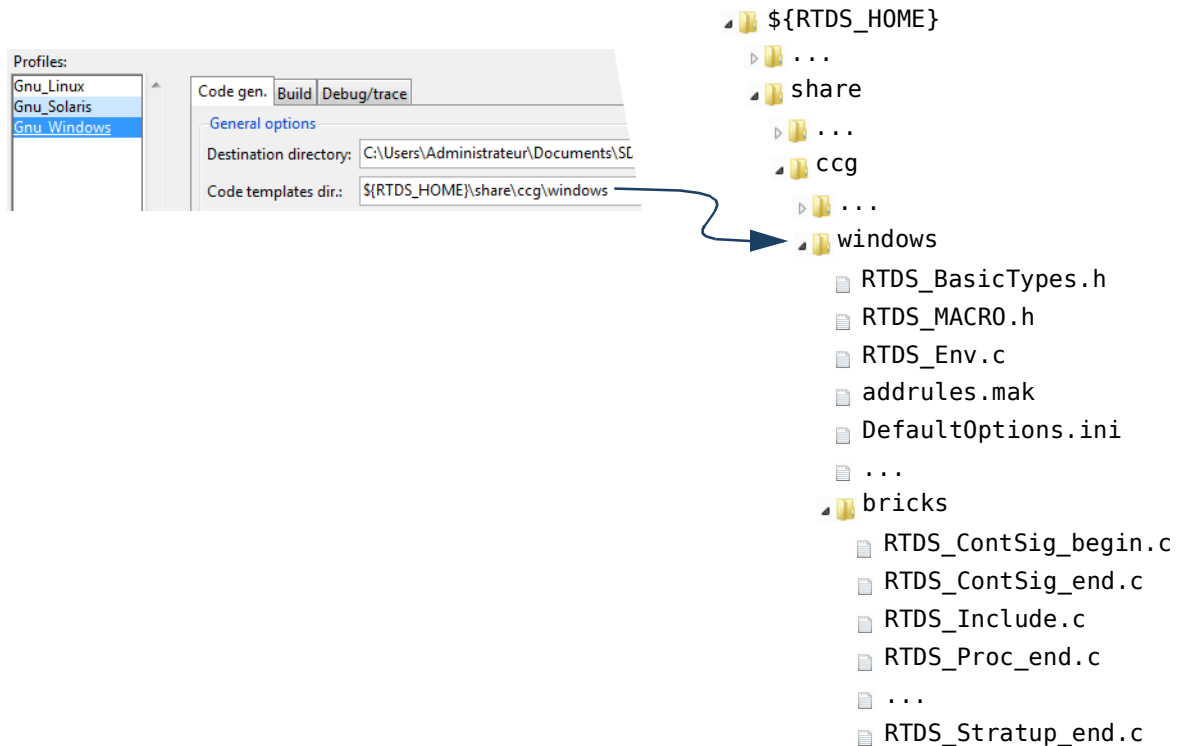 Profiles:
Gnu_Linux
Gnu_Solaris
Gnu_Windows
Code gen. Build Debug/trace
General options
Destination directory: C:\Users\Administrateur\Documents\SD
Code templates dir.: ${RTDS_HOME}\share\ccg\windows
${RTDS_HOME}
...
share
...
ccg
...
windows
RTDS_BasicTypes.h
RTDS_MACRO.h
RTDS_Env.c
addrules.mak
DefaultOptions.ini
...
bricks
RTDS_ContSig_begin.c
RTDS_ContSig_end.c
RTDS_Include.c
RTDS_Proc_end.c
...
RTDS_Stratup_end.c